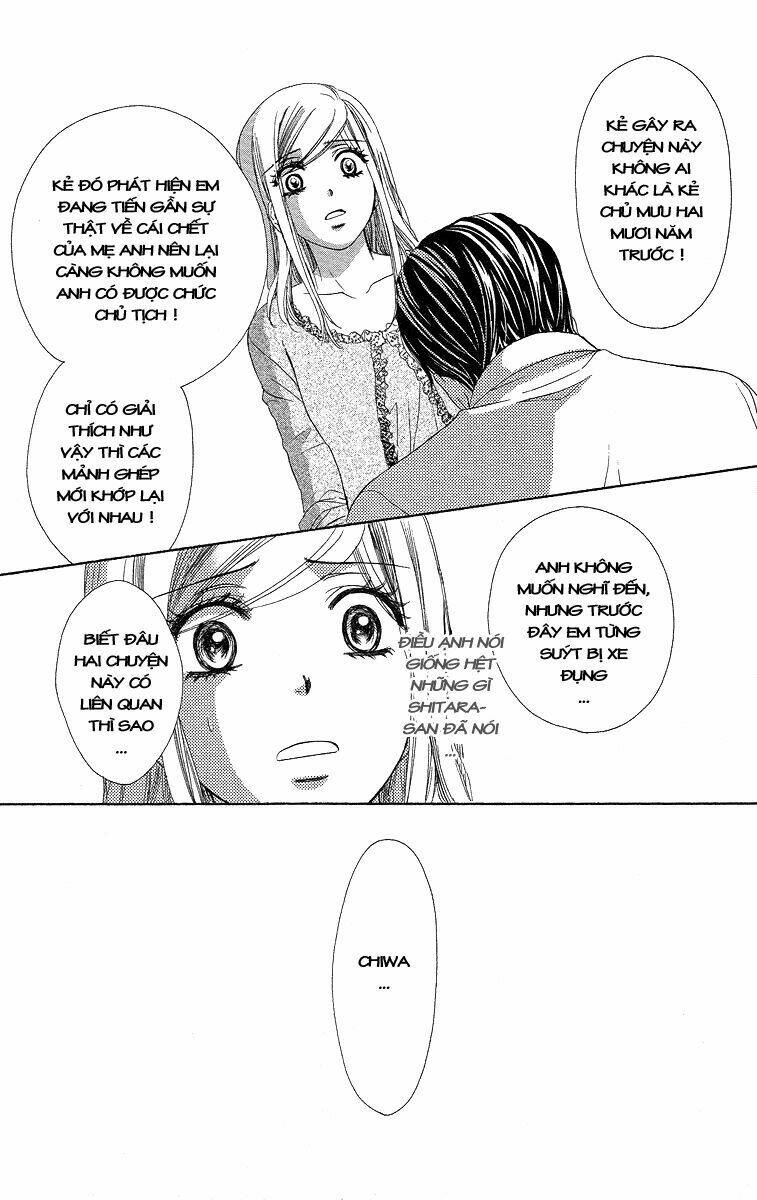 KẺ GÂY RA
CHUYỆN NÀY
KHÔNG AI
KHÁC LÀ KẺ
CHỦ MƯU HAI
MƯƠI NĂM
TRƯỚC !
KẺ ĐÓ PHÁT HIỆN EM
ĐANG TIẾN GẦN SỰ
THẬT VỀ CÁI CHẾT
CỦA MẸ ANH NÊN LẠI
CÀNG KHÔNG MUỐN
ANH CÓ ĐƯỢC CHỨC
CHỦ TỊCH !
CHỈ CÓ GIẢI
THÍCH NHƯ
VẬY THÌ CÁC
MẢNH GHÉP
MỚI KHỚP LẠI
VỚI NHAU !
ANH KHÔNG
MUỐN NGHĨ ĐẾN,
NHƯNG TRƯỚC
ĐÂY EM TỪNG
SUÝT BỊ XE
ĐỤNG
...
ĐIỀU ANH NÓI
GIỐNG HỆT
NHỮNG GÌ
SHITARA-
SAN ĐÃ NÓI
...
BIẾT ĐÂU
HAI CHUYỆN
NÀY CÓ
LIÊN QUAN
THÌ SAO
...
CHIWA
...